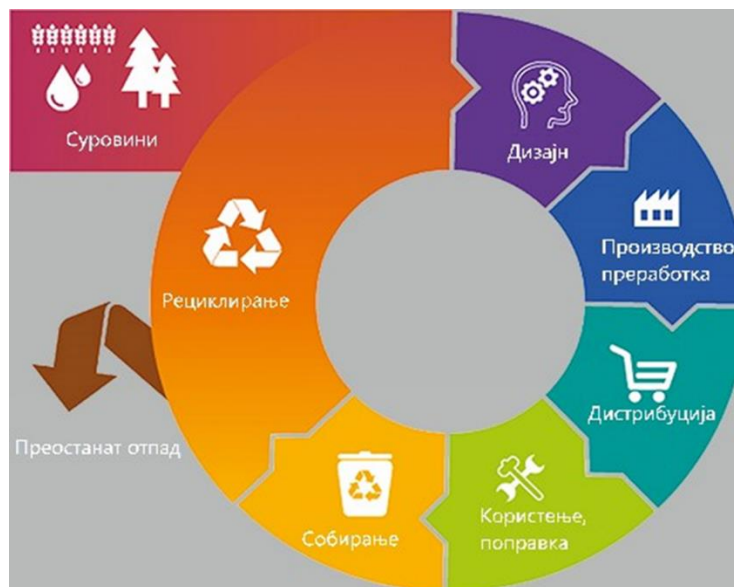 Суровини
Дизајн
Производство
преработка
Дистрибуција
Користење,
поправка
Собирање
Рециклирање
Преостанат отпад